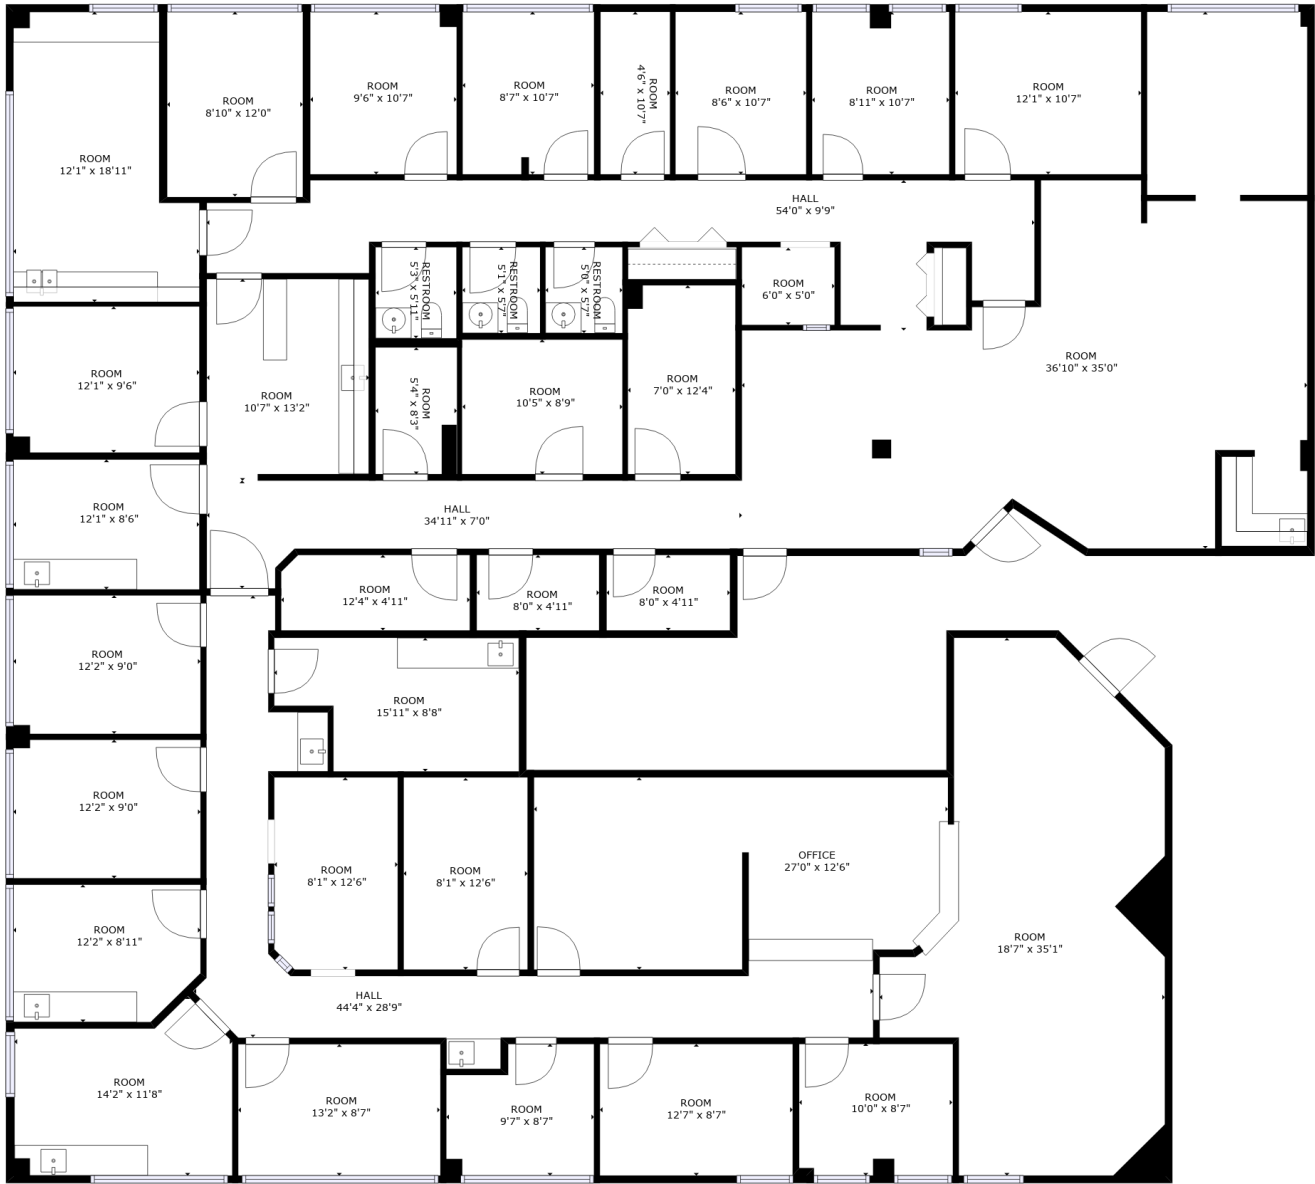 ROOM
12'1" x 18'11"
ROOM
8'10" x 12'0"
ROOM
9'6" x 10'7"
ROOM
8'7" x 10'7"
ROOM
4'6" x 10'7"
ROOM
8'6" x 10'7"
ROOM
8'11" x 10'7"
ROOM
12'1" x 10'7"
HALL
54'0" x 9'9"
RESTROOM
5'3" x 5'11"
RESTROOM
5'1" x 5'7"
RESTROOM
5'0" x 5'7"
ROOM
6'0" x 5'0"
ROOM
36'10" x 35'0"
ROOM
12'1" x 9'6"
ROOM
10'7" x 13'2"
ROOM
5'4" x 8'3"
ROOM
10'5" x 8'9"
ROOM
7'0" x 12'4"
ROOM
12'1" x 8'6"
HALL
34'11" x 7'0"
ROOM
12'4" x 4'11"
ROOM
8'0" x 4'11"
ROOM
8'0" x 4'11"
ROOM
12'2" x 9'0"
ROOM
15'11" x 8'8"
ROOM
12'2" x 9'0"
ROOM
8'1" x 12'6"
ROOM
8'1" x 12'6"
OFFICE
27'0" x 12'6"
ROOM
12'2" x 8'11"
ROOM
18'7" x 35'1"
HALL
44'4" x 28'9"
ROOM
14'2" x 11'8"
ROOM
13'2" x 8'7"
ROOM
9'7" x 8'7"
ROOM
12'7" x 8'7"
ROOM
10'0" x 8'7"